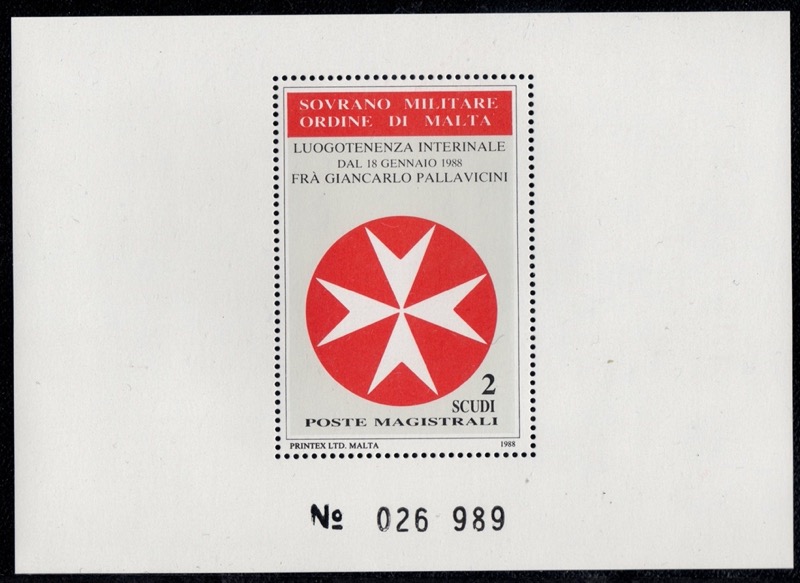 SOVRANO MILITARE
ORDINE DI MALTA
LUOGOTENENZA INTERINALE
DAL 18 GENNAIO 1988
FRÀ GIANCARLO PALLAVICINI
2
SCUDI
POSTE MAGISTRALI
PRINTEX LTD. MALTA 1988
№ 026 989